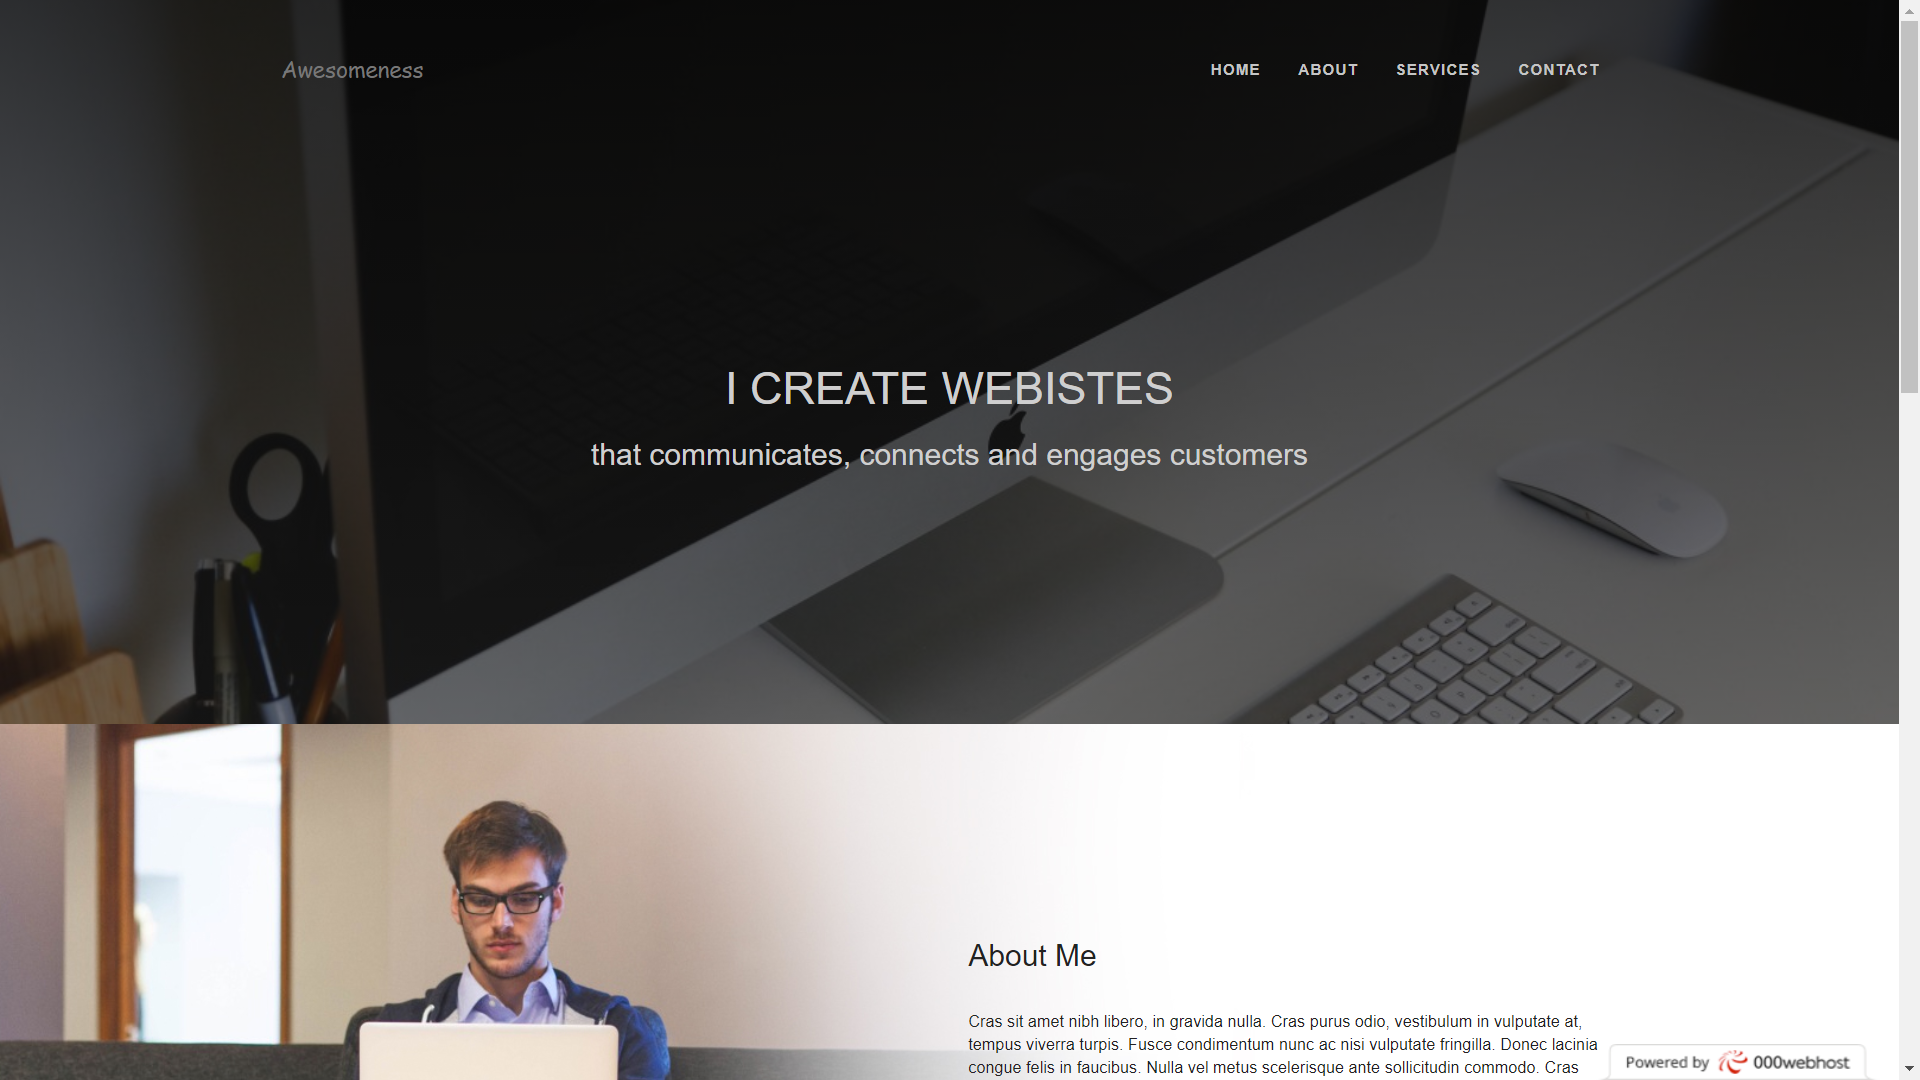 Awesomeness
HOME ABOUT SERVICES CONTACT
I CREATE WEBISTES
that communicates, connects and engages customers
About Me
Cras sit amet nibh libero, in gravida nulla. Cras purus odio, vestibulum in vulputate at,
tempus viverra turpis. Fusce condimentum nunc ac nisi vulputate fringilla. Donec lacinia
congue felis in faucibus. Nulla vel metus scelerisque ante sollicitudin commodo. Cras
Powered by 000webhost